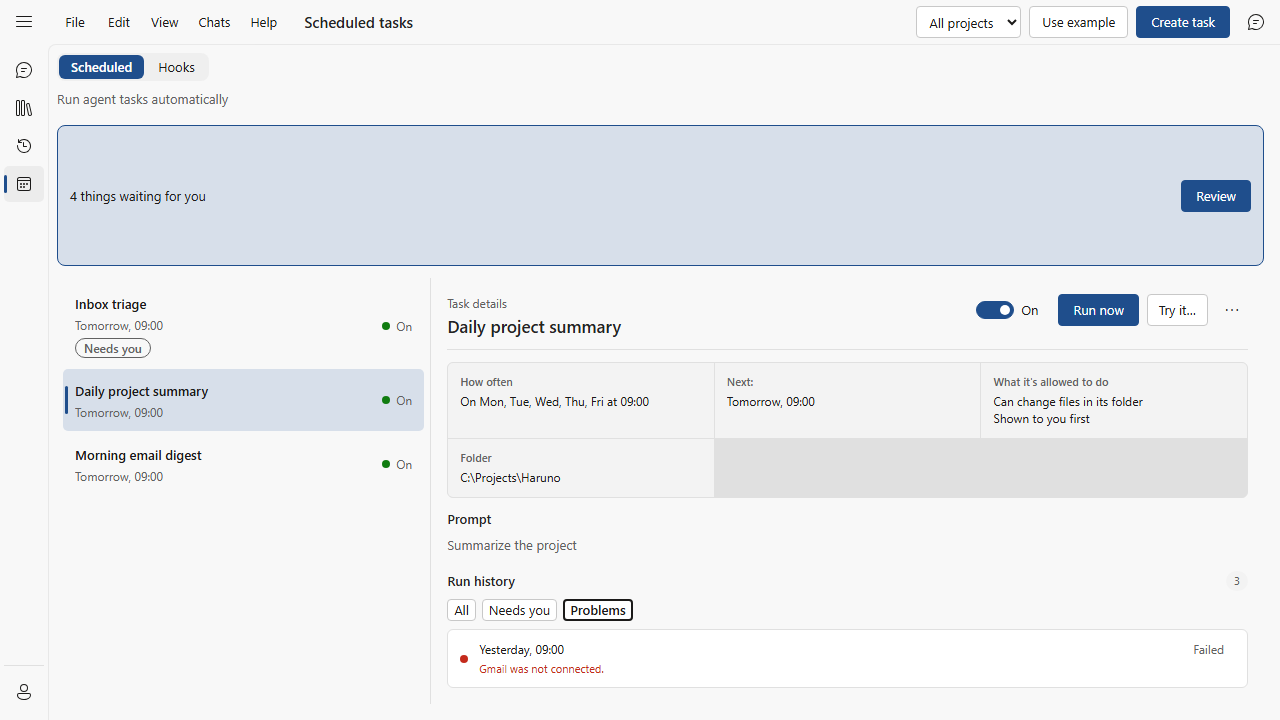 File Edit View Chats Help Scheduled tasks All projects Use example Create task
Scheduled Hooks
Run agent tasks automatically
4 things waiting for you Review
Inbox triage
Tomorrow, 09:00
On
Needs you
Daily project summary
Tomorrow, 09:00
On
Morning email digest
Tomorrow, 09:00
On
Task details
Daily project summary
On Run now Try it... ...
How often
On Mon, Tue, Wed, Thu, Fri at 09:00
Next:
Tomorrow, 09:00
What it's allowed to do
Can change files in its folder
Shown to you first
Folder
C:\Projects\Haruno
Prompt
Summarize the project
Run history 3
All Needs you Problems
Yesterday, 09:00 Failed
Gmail was not connected.